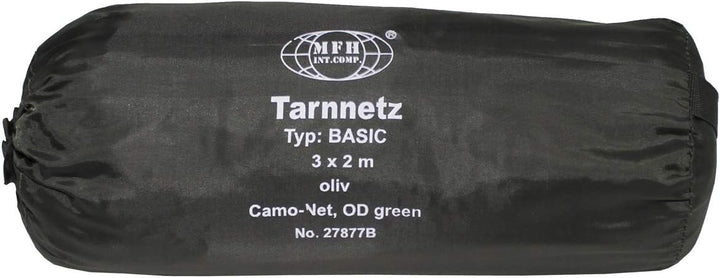 MFH
®
INT.COMP.
Tarnnetz
Typ: BASIC
3 x 2 m
oliv
Camo-Net, OD green
No. 27877B